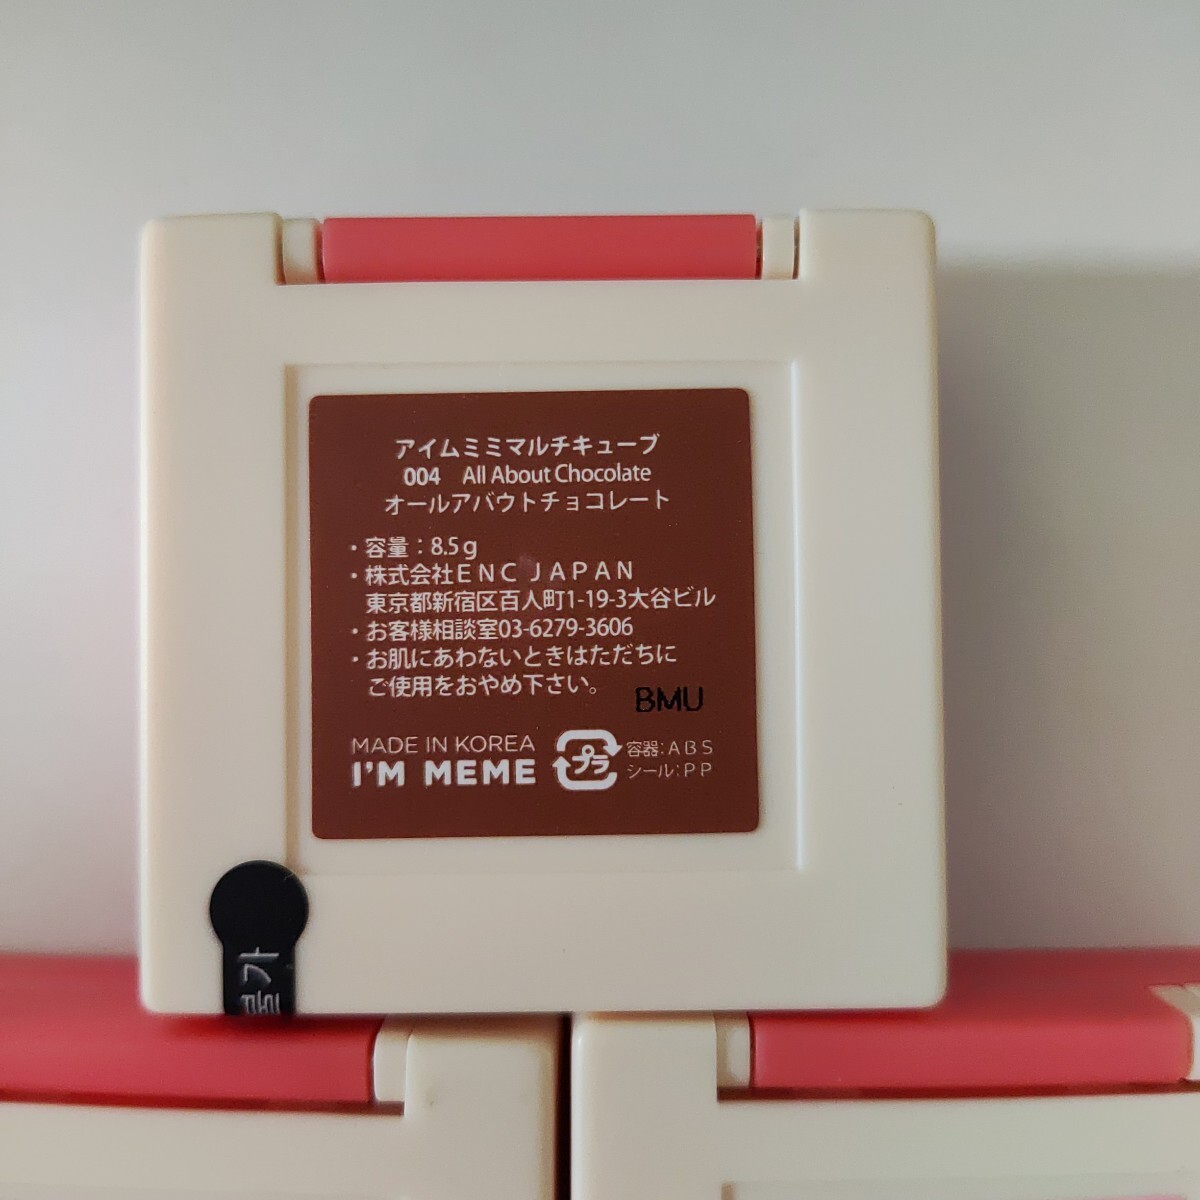 アイムミミマルチキューブ
004 All About Chocolate
オールアバウトチョコレート
・容量：8.5g
・株式会社ＥＮＣ ＪＡＰＡＮ
東京都新宿区百人町1-19-3大谷ビル
・お客様相談室03-6279-3606
・お肌にあわないときはただちに
ご使用をおやめ下さい。
BMU
MADE IN KOREA
I'M MEME
プラ
容器：ＡＢＳ
シール：ＰＰ
불가